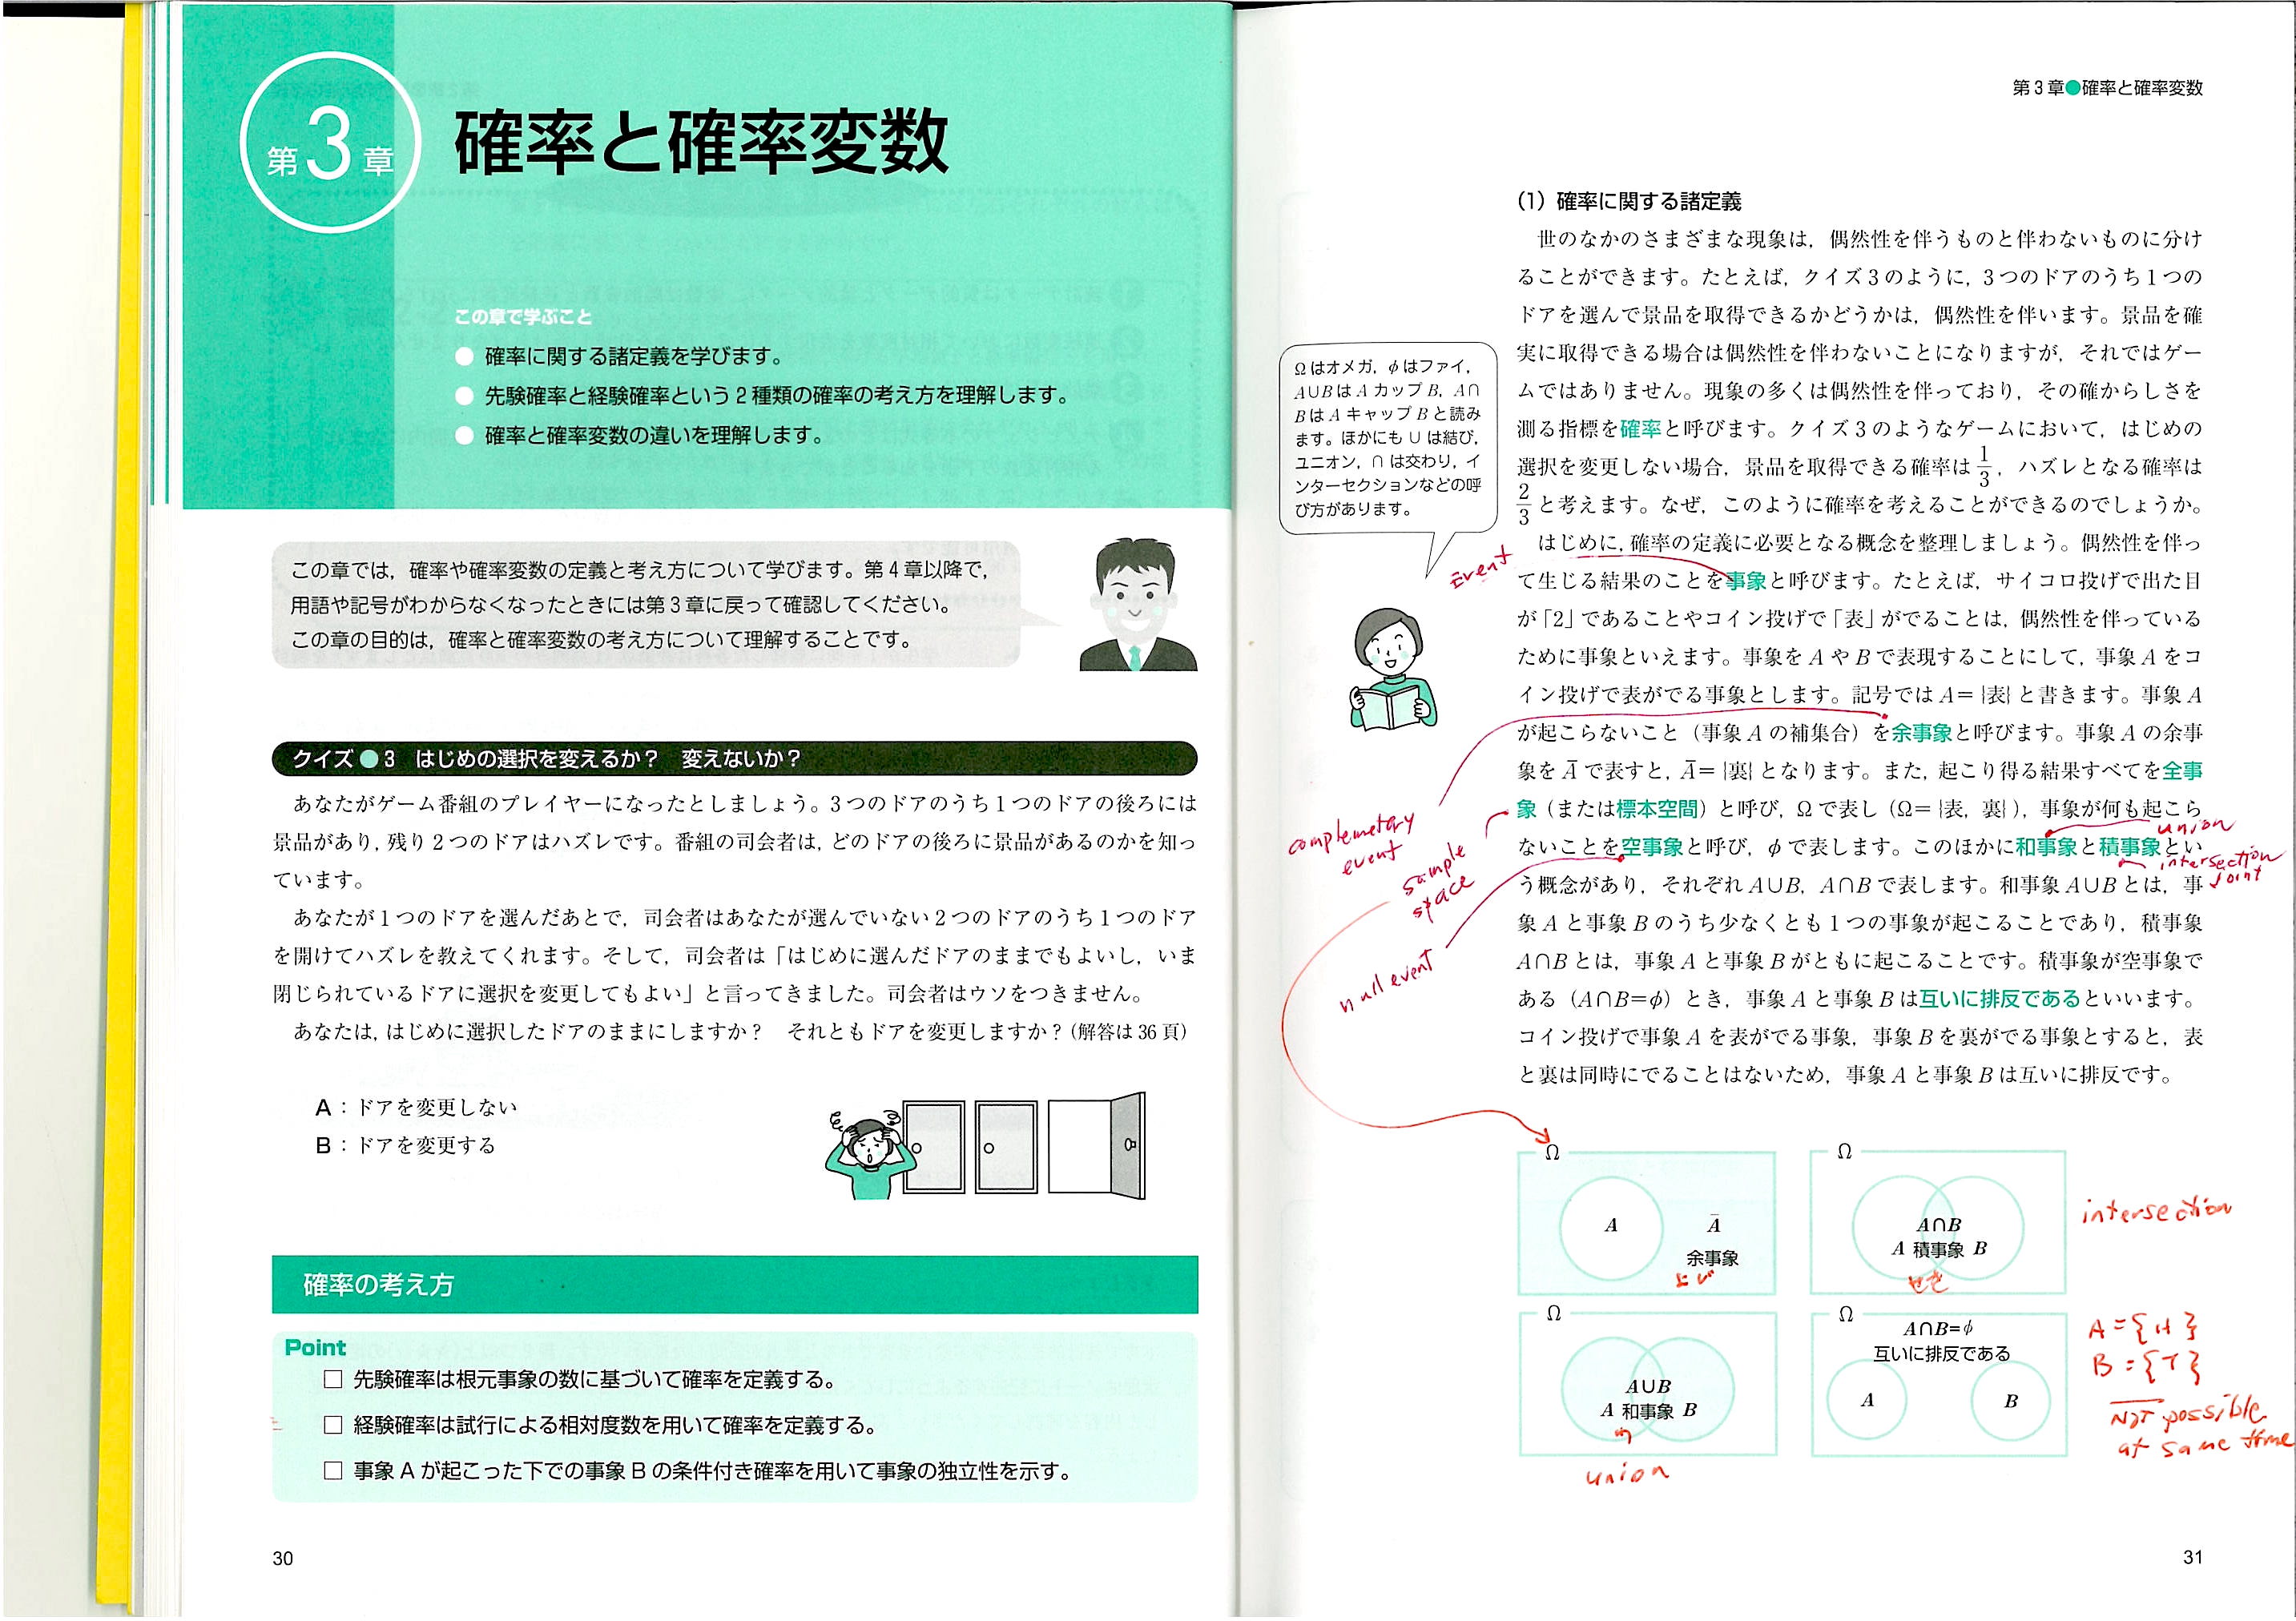 第3章
確率と確率変数
この章で学ぶこと
● 確率に関する諸定義を学びます。
● 先験確率と経験確率という2種類の確率の考え方を理解します。
● 確率と確率変数の違いを理解します。
この章では，確率や確率変数の定義と考え方について学びます。第4章以降で，
用語や記号がわからなくなったときには第3章に戻って確認してください。
この章の目的は，確率と確率変数の考え方について理解することです。
クイズ●3　はじめの選択を変えるか？　変えないか？
あなたがゲーム番組のプレイヤーになったとしましょう。3つのドアのうち1つのドアの後ろには
景品があり，残り2つのドアはハズレです。番組の司会者は，どのドアの後ろに景品があるのかを知っ
ています。
あなたが1つのドアを選んだあとで，司会者はあなたが選んでいない2つのドアのうち1つのドア
を開けてハズレを教えてくれます。そして，司会者は「はじめに選んだドアのままでもよいし，いま
閉じられているドアに選択を変更してもよい」と言ってきました。司会者はウソをつきません。
あなたは，はじめに選択したドアのままにしますか？　それともドアを変更しますか？（解答は36頁）
A：ドアを変更しない
B：ドアを変更する
確率の考え方
Point
□ 先験確率は根元事象の数に基づいて確率を定義する。
□ 経験確率は試行による相対度数を用いて確率を定義する。
□ 事象Aが起こった下での事象Bの条件付き確率を用いて事象の独立性を示す。
30
第3章●確率と確率変数
（1）確率に関する諸定義
世のなかのさまざまな現象は，偶然性を伴うものと伴わないものに分け
ることができます。たとえば，クイズ3のように，3つのドアのうち1つの
ドアを選んで景品を取得できるかどうかは，偶然性を伴います。景品を確
実に取得できる場合は偶然性を伴わないことになりますが，それではゲー
ムではありません。現象の多くは偶然性を伴っており，その確からしさを
測る指標を確率と呼びます。クイズ3のようなゲームにおいて，はじめの
選択を変更しない場合，景品を取得できる確率は1/3，ハズレとなる確率は
2/3と考えます。なぜ，このように確率を考えることができるのでしょうか。
はじめに，確率の定義に必要となる概念を整理しましょう。偶然性を伴っ
て生じる結果のことを事象と呼びます。たとえば，サイコロ投げで出た目
が「2」であることやコイン投げで「表」がでることは，偶然性を伴っている
ために事象といえます。事象をAやBで表現することにして，事象Aをコ
イン投げで表がでる事象とします。記号ではA=｛表｝と書きます。事象A
が起こらないこと（事象Aの補集合）を余事象と呼びます。事象Aの余事
象をĀで表すと，Ā=｛裏｝となります。また，起こり得る結果すべてを全事
象（または標本空間）と呼び，Ωで表し（Ω=｛表，裏｝），事象が何も起こら
ないことを空事象と呼び，φで表します。このほかに和事象と積事象とい
う概念があり，それぞれA∪B，A∩Bで表します。和事象A∪Bとは，事
象Aと事象Bのうち少なくとも1つの事象が起こることであり，積事象
A∩Bとは，事象Aと事象Bがともに起こることです。積事象が空事象で
ある（A∩B=φ）とき，事象Aと事象Bは互いに排反であるといいます。
コイン投げで事象Aを表がでる事象，事象Bを裏がでる事象とすると，表
と裏は同時にでることはないため，事象Aと事象Bは互いに排反です。
Ωはオメガ，φはファイ，
A∪BはAカップB，A∩
BはAキャップBと読み
ます。ほかにも∪は結び，
ユニオン，∩は交わり，イ
ンターセクションなどの呼
び方があります。
Event
complemetary
event
sample
space
null event
union
intersection
Joint
Ω
A
Ā
余事象
よじ
Ω
A∩B
A 積事象 B
せき
intersection
Ω
A∪B
A 和事象 B
わ
union
Ω
A∩B=φ
互いに排反である
A
B
A={H}
B={T}
NOT possible
at same time
31